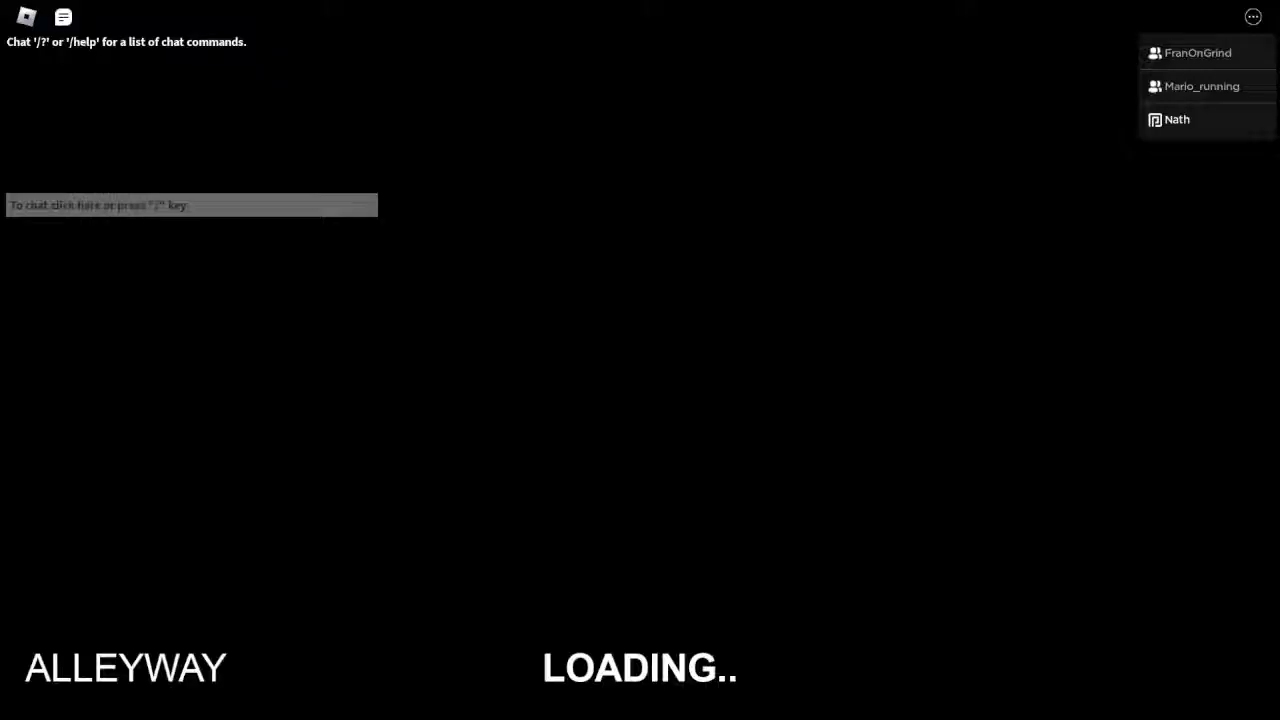 Chat '/?' or '/help' for a list of chat commands.
FranOnGrind
Mario_running
Nath
To chat click here or press "/" key
ALLEYWAY
LOADING..